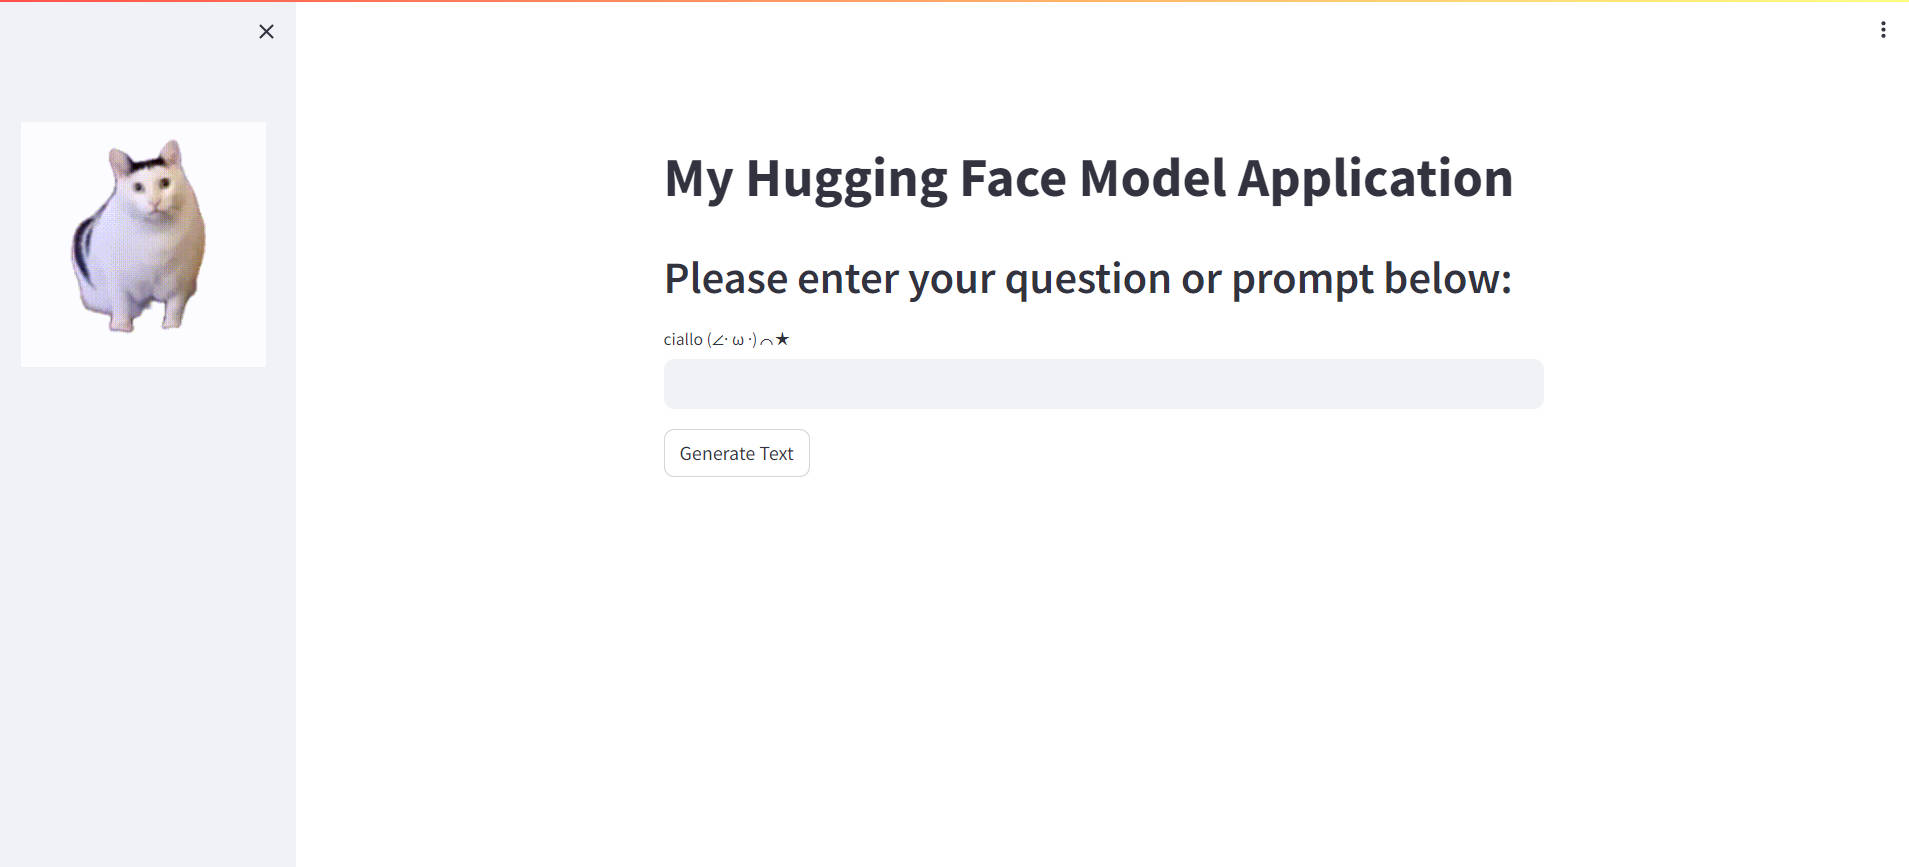 My Hugging Face Model Application
Please enter your question or prompt below:
ciallo (∠· ω ·)⌒★
Generate Text